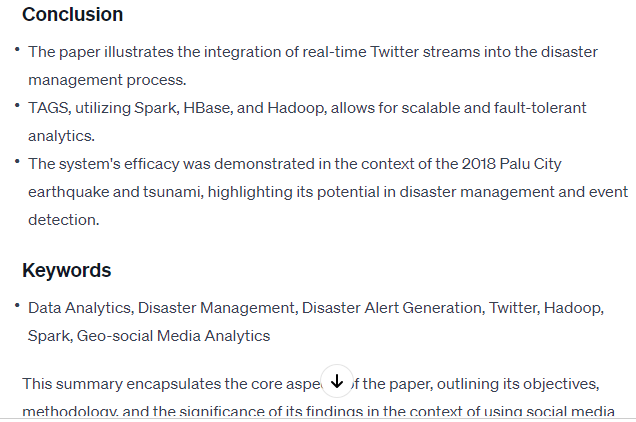 Conclusion
• The paper illustrates the integration of real-time Twitter streams into the disaster
management process.
• TAGS, utilizing Spark, HBase, and Hadoop, allows for scalable and fault-tolerant
analytics.
• The system's efficacy was demonstrated in the context of the 2018 Palu City
earthquake and tsunami, highlighting its potential in disaster management and event
detection.
Keywords
• Data Analytics, Disaster Management, Disaster Alert Generation, Twitter, Hadoop,
Spark, Geo-social Media Analytics
This summary encapsulates the core the paper, outlining its objectives,
methodology, and the significance of its findings in the context of using social media